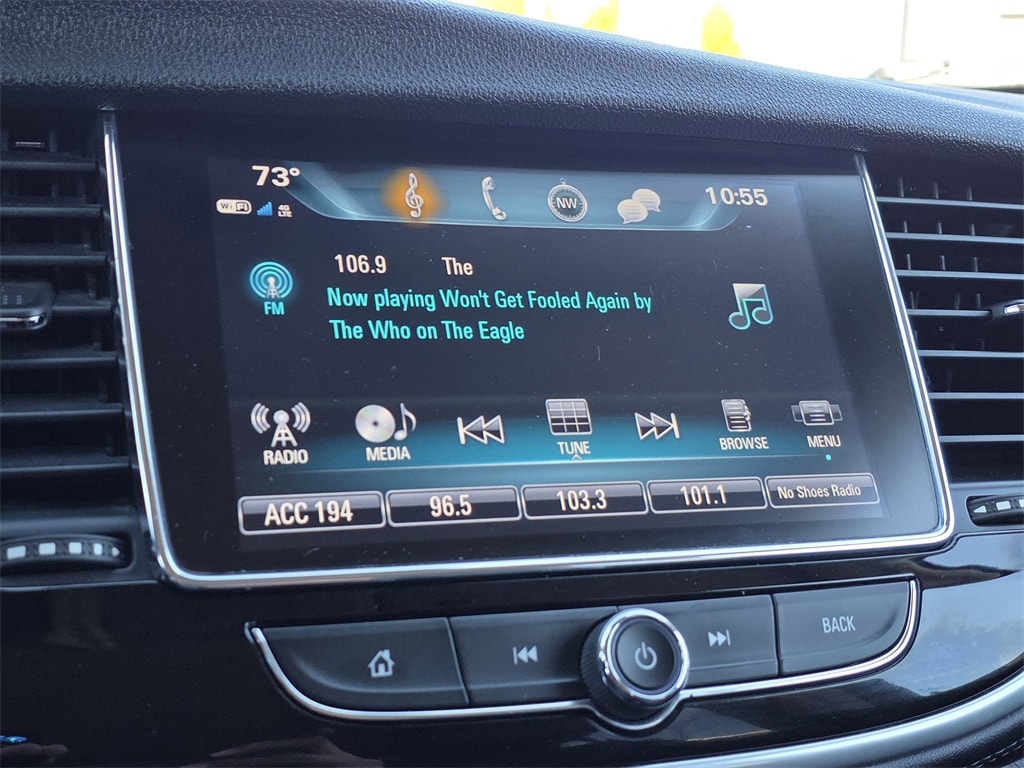 73°
WiFi 4G LTE
NW
10:55
FM
106.9 The
Now playing Won't Get Fooled Again by
The Who on The Eagle
RADIO MEDIA TUNE BROWSE MENU
ACC 194 96.5 103.3 101.1 No Shoes Radio
BACK